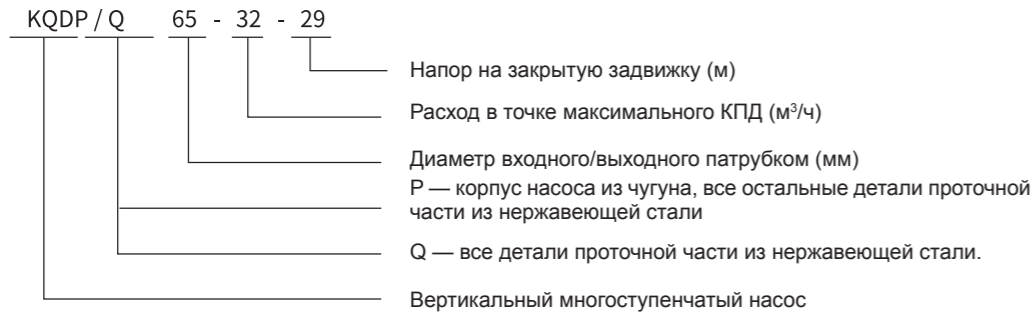 KQDP / Q 65 - 32 - 29
Напор на закрытую задвижку (м)
Расход в точке максимального КПД (м³/ч)
Диаметр входного/выходного патрубком (мм)
P — корпус насоса из чугуна, все остальные детали проточной
части из нержавеющей стали
Q — все детали проточной части из нержавеющей стали.
Вертикальный многоступенчатый насос